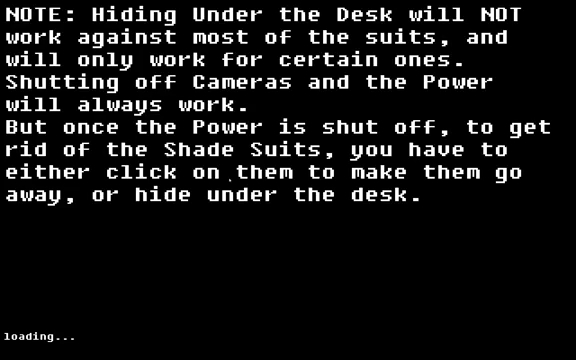 NOTE: Hiding Under the Desk will NOT
work against most of the suits, and
will only work for certain ones.
Shutting off Cameras and the Power
will always work.
But once the Power is shut off, to get
rid of the Shade Suits, you have to
either click on them to make them go
away, or hide under the desk.
loading...